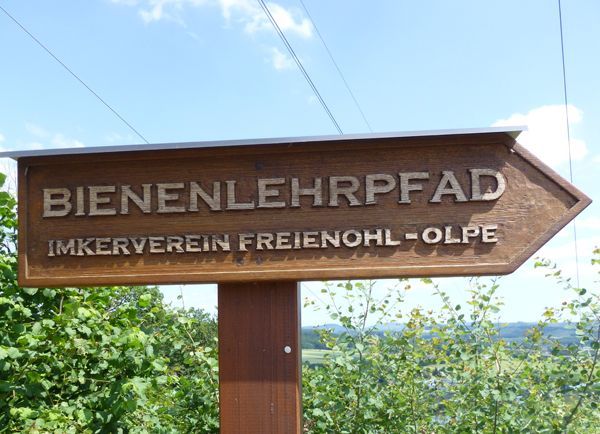 BIENENLEHRPFAD
IMKERVEREIN FREIENOHL-OLPE